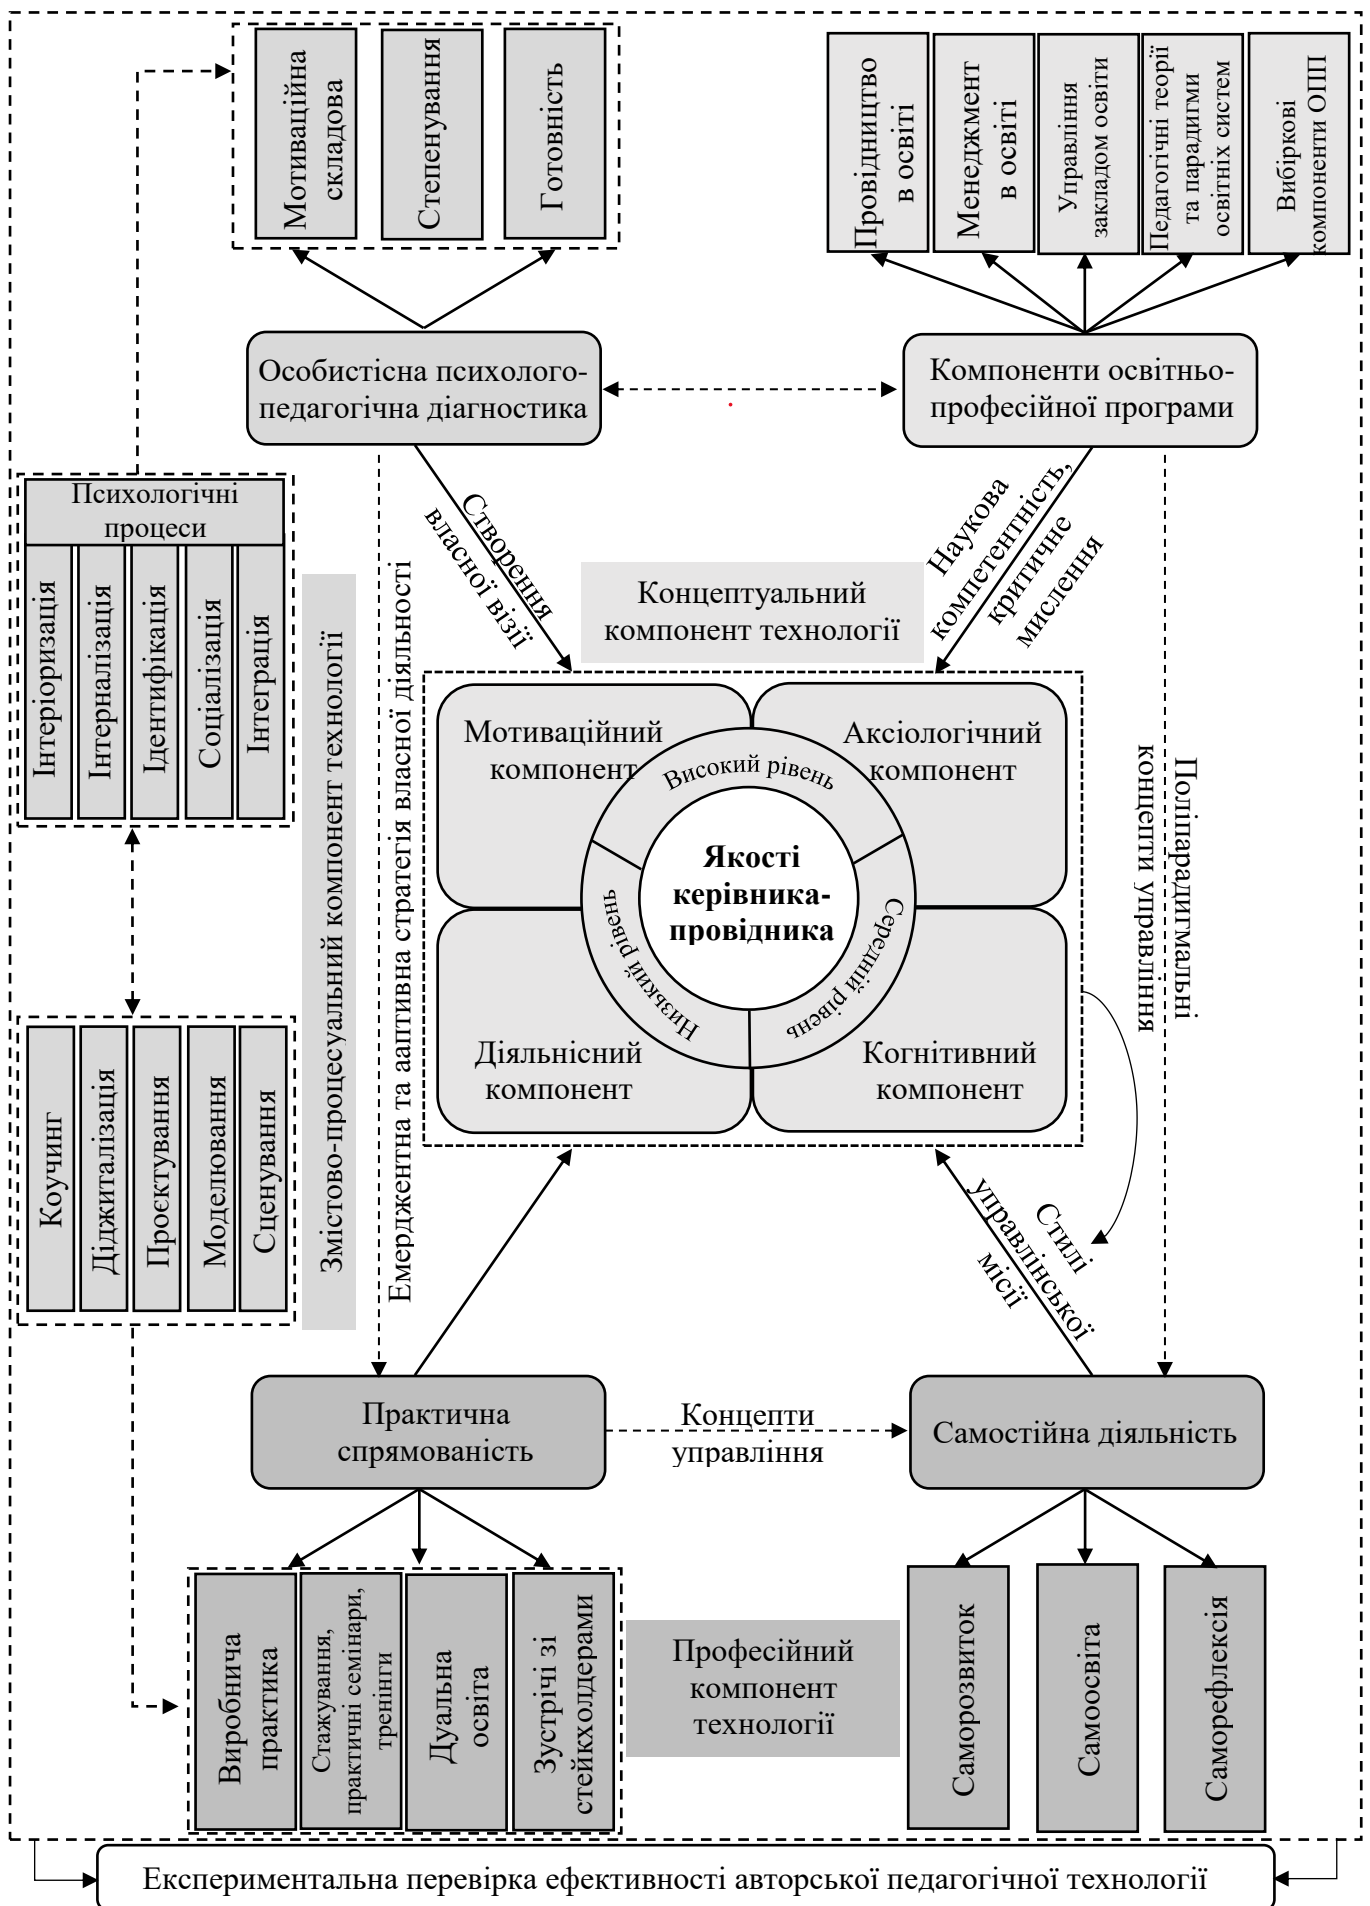 Мотиваційна
складова
Степенування
Готовність
Провідництво
в освіті
Менеджмент
в освіті
Управління
закладом освіти
Педагогічні теорії
та парадигми
освітніх систем
Вибіркові
компоненти ОПП
Особистісна психолого-
педагогічна діагностика
Компоненти освітньо-
професійної програми
Психологічні
процеси
Інтеріоризація
Інтерналізація
Ідентифікація
Соціалізація
Інтеграція
Створення
власної візії
Наукова
компетентність,
критичне
мислення
Концептуальний
компонент технології
Змістово-процесуальний компонент технології
Емерджентна таааптивна стратегія власної діяльності
Мотиваційний
компонент
Аксіологічний
компонент
Високий рівень
Якості
керівника-
провідника
Низький рівень
Середній рівень
Діяльнісний
компонент
Когнітивний
компонент
Поліпарадигмальні
концепти управління
Коучинг
Діджиталізація
Проєктування
Моделювання
Сценування
Стилі
управлінської
місії
Практична
спрямованість
Концепти
управління
Самостійна діяльність
Виробнича
практика
Стажування,
практичні семінари,
тренінги
Дуальна
освіта
Зустрічі зі
стейкхолдерами
Професійний
компонент
технології
Саморозвиток
Самоосвіта
Саморефлексія
Експериментальна перевірка ефективності авторської педагогічної технології